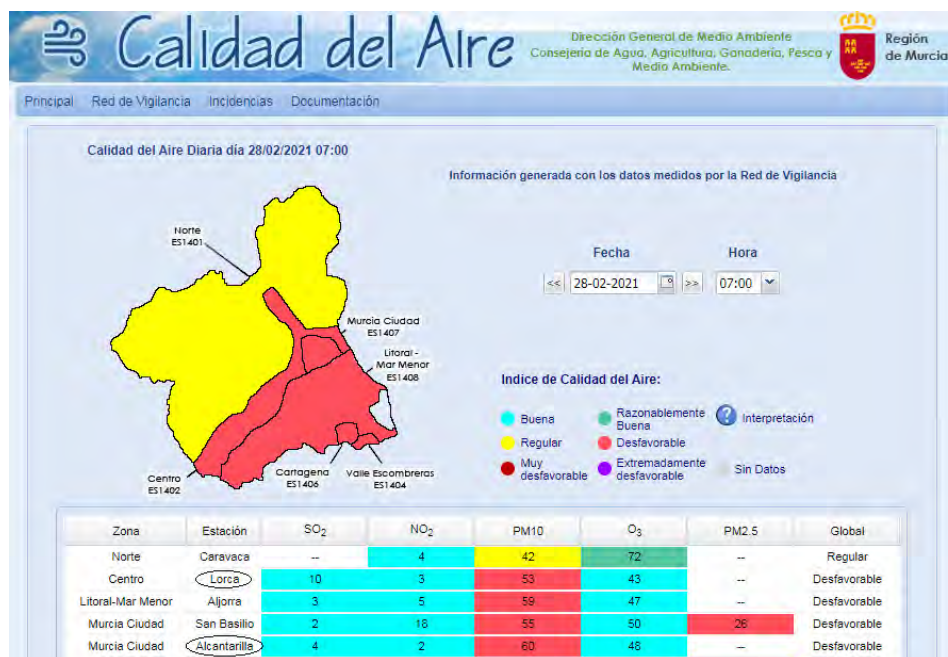 Calidad del Aire
Dirección General de Medio Ambiente
Consejería de Agua, Agricultura, Ganadería, Pesca y
Medio Ambiente.
Región
de Murcia
Principal Red de Vigilancia Incidencias Documentación
Calidad del Aire Diaria día 28/02/2021 07:00
Información generada con los datos medidos por la Red de Vigilancia
Norte
ES1401
Murcia Ciudad
ES1407
Litoral -
Mar Menor
ES1408
Centro
ES1402
Cartagena
ES1406
Valle Escombreras
ES1404
Fecha Hora
<< 28-02-2021 >> 07:00
Indice de Calidad del Aire:
Buena
Razonablemente
Buena
Interpretación
Regular
Desfavorable
Muy
desfavorable
Extremadamente
desfavorable
Sin Datos
Zona Estación SO2 NO2 PM10 O3 PM2.5 Global
Norte Caravaca -- 4 42 72 -- Regular
Centro Lorca 10 3 53 43 -- Desfavorable
Litoral-Mar Menor Aljorra 3 5 59 47 -- Desfavorable
Murcia Ciudad San Basilio 2 18 55 50 26 Desfavorable
Murcia Ciudad Alcantarilla 4 2 60 48 -- Desfavorable